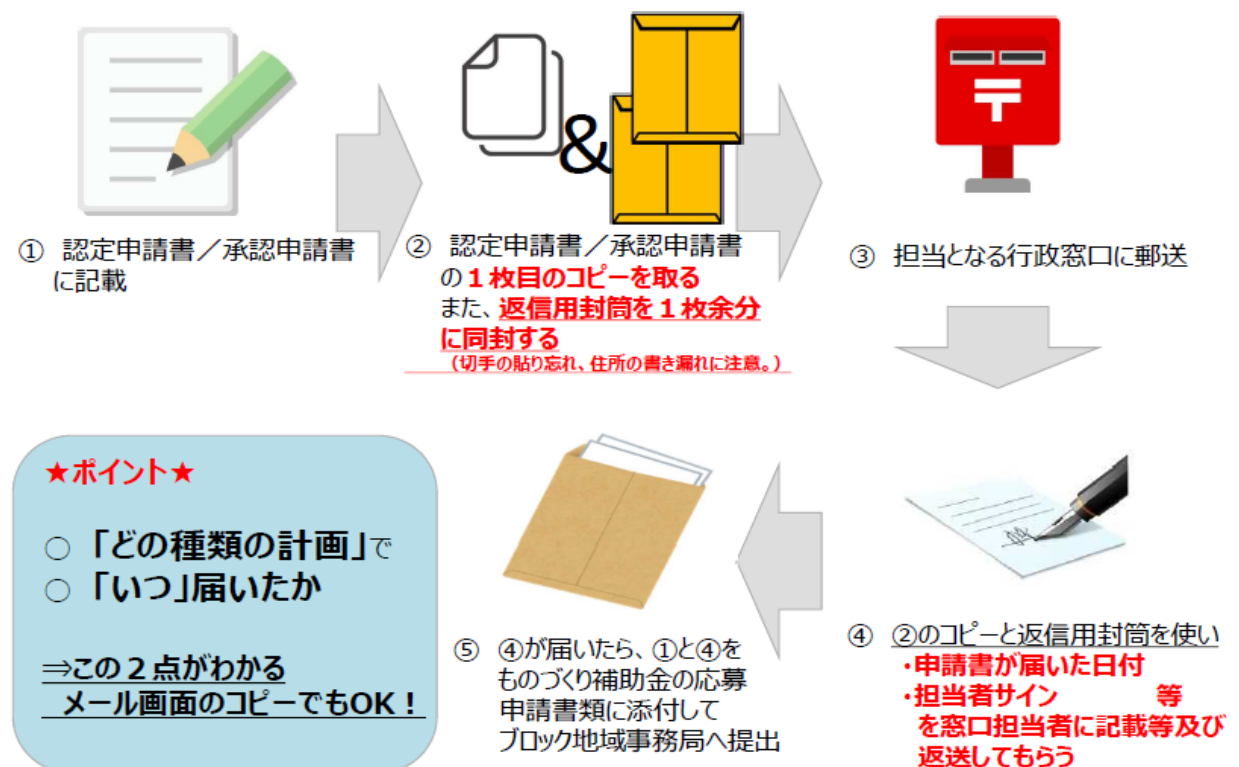 &
〒
① 認定申請書／承認申請書
に記載
② 認定申請書／承認申請書
の１枚目のコピーを取る
また、返信用封筒を１枚余分
に同封する
（切手の貼り忘れ、住所の書き漏れに注意。）
③ 担当となる行政窓口に郵送
④ ②のコピーと返信用封筒を使い
・申請書が届いた日付
・担当者サイン　　　等
を窓口担当者に記載等及び
返送してもらう
⑤ ④が届いたら、①と④を
ものづくり補助金の応募
申請書類に添付して
ブロック地域事務局へ提出
★ポイント★
○「どの種類の計画」で
○「いつ」届いたか
⇒この２点がわかる
メール画面のコピーでもOK！